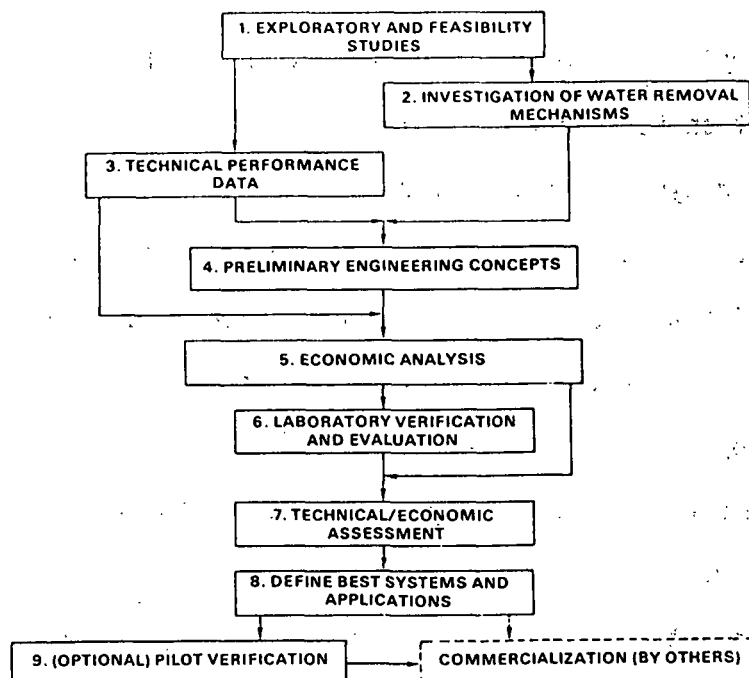 1. EXPLORATORY AND FEASIBILITY
STUDIES
2. INVESTIGATION OF WATER REMOVAL
MECHANISMS
3. TECHNICAL PERFORMANCE
DATA
4. PRELIMINARY ENGINEERING CONCEPTS
5. ECONOMIC ANALYSIS
6. LABORATORY VERIFICATION
AND EVALUATION
7. TECHNICAL/ECONOMIC
ASSESSMENT
8. DEFINE BEST SYSTEMS AND
APPLICATIONS
9. (OPTIONAL) PILOT VERIFICATION
COMMERCIALIZATION (BY OTHERS)